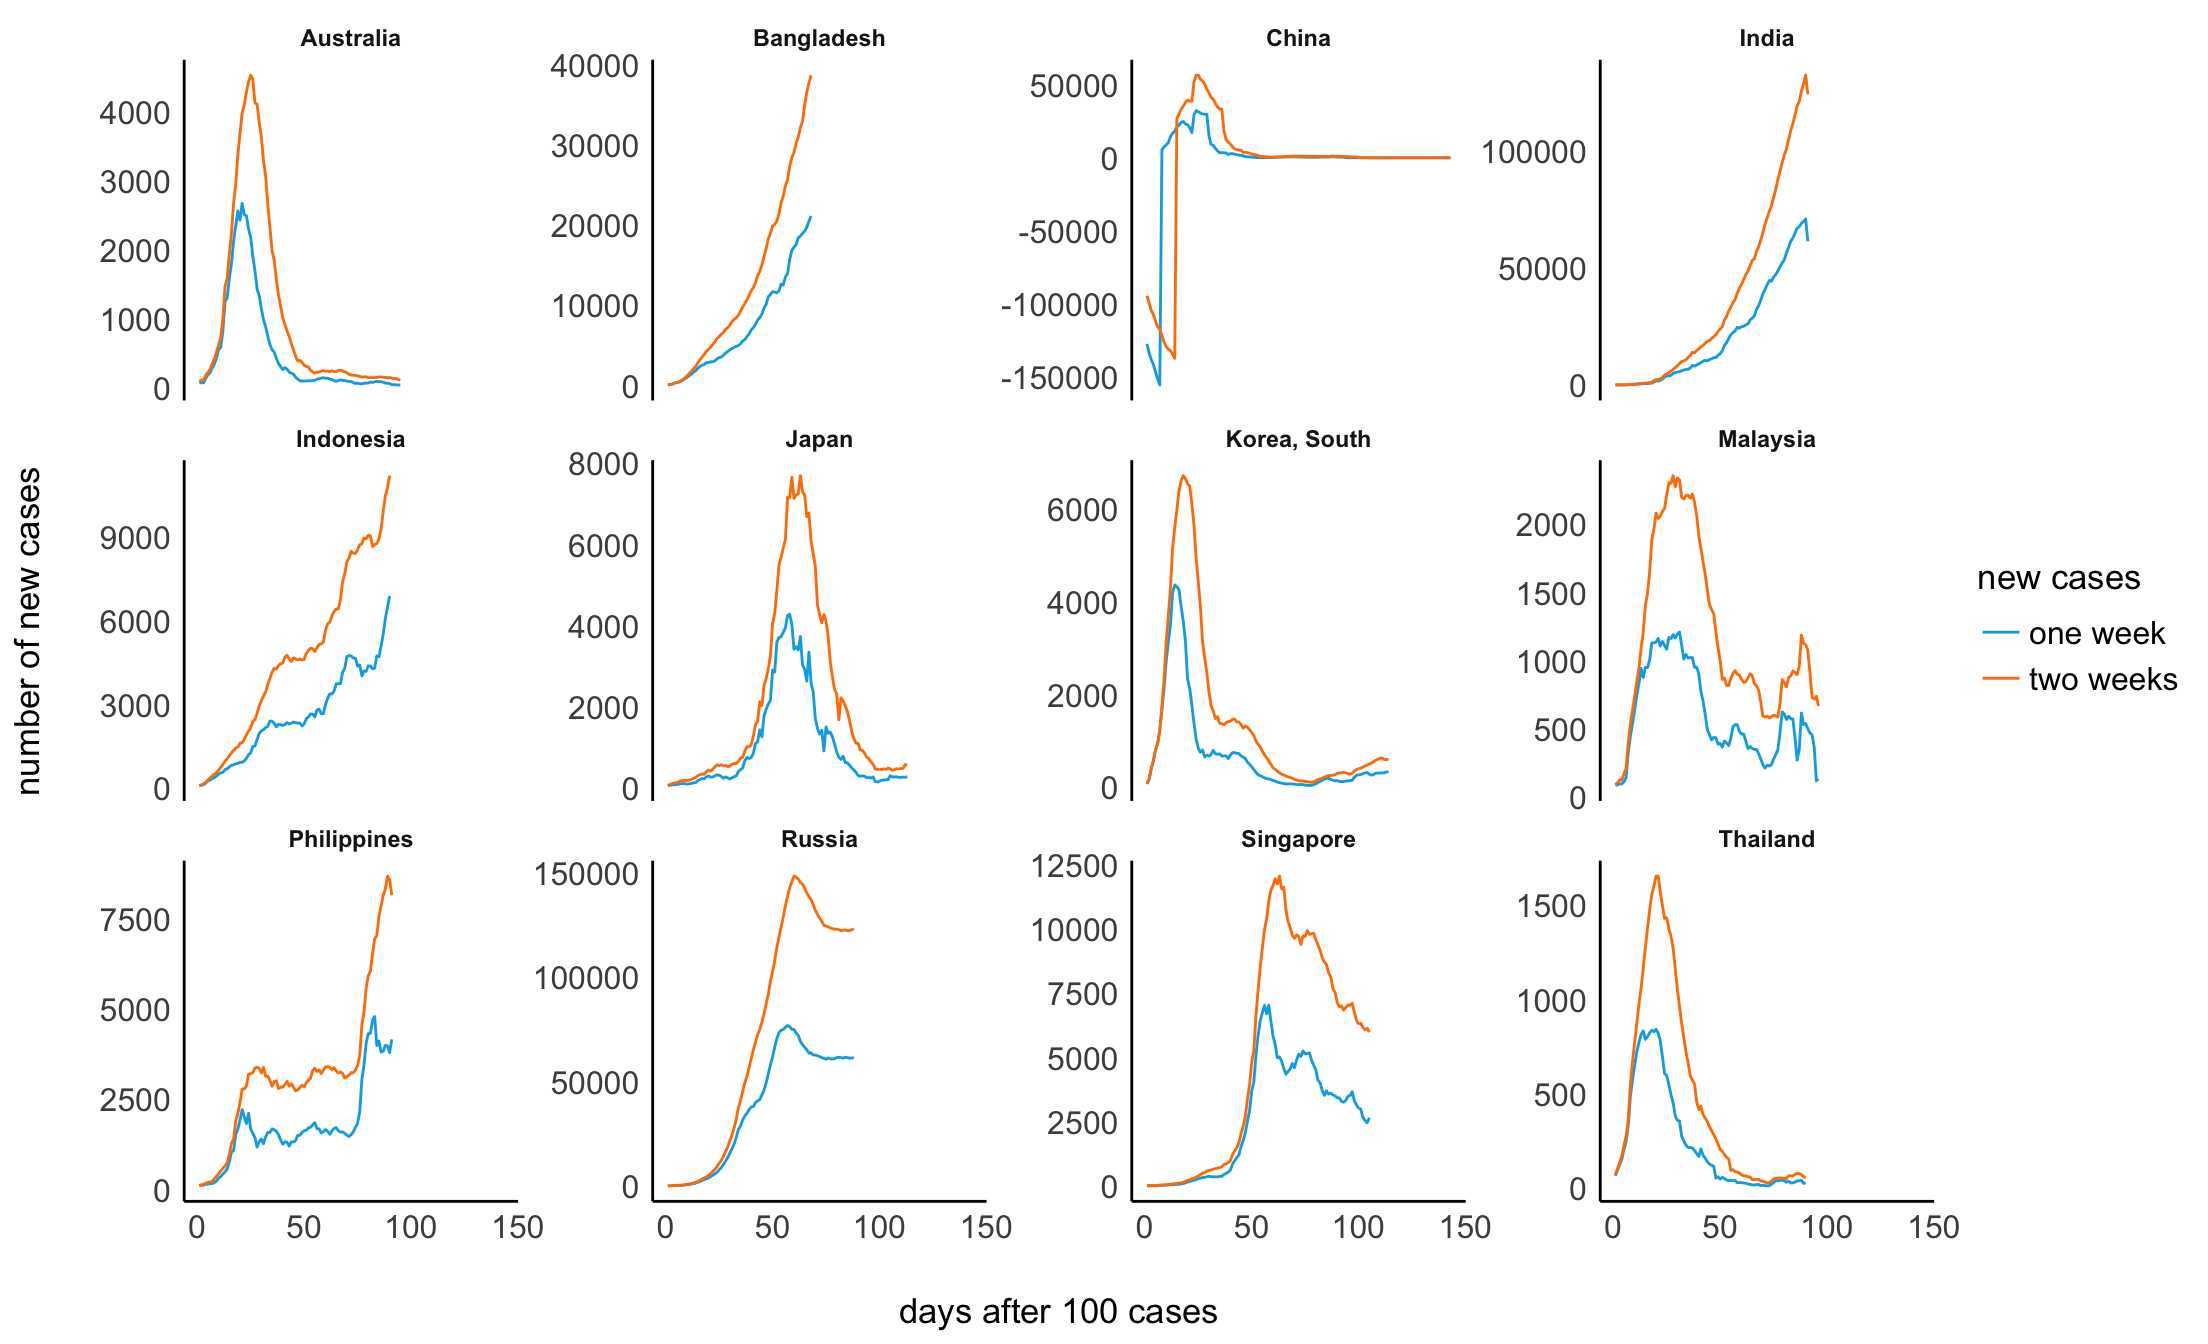 Australia
Bangladesh
China
India
4000
3000
2000
1000
0
40000
30000
20000
10000
0
50000
0
-50000
-100000
-150000
100000
50000
0
Indonesia
Japan
Korea, South
Malaysia
9000
6000
3000
0
8000
6000
4000
2000
0
6000
4000
2000
0
2000
1500
1000
500
0
Philippines
Russia
Singapore
Thailand
7500
5000
2500
0
150000
100000
50000
0
12500
10000
7500
5000
2500
0
1500
1000
500
0
0 50 100 150
0 50 100 150
0 50 100 150
0 50 100 150
days after 100 cases
number of new cases
new cases
one week
two weeks